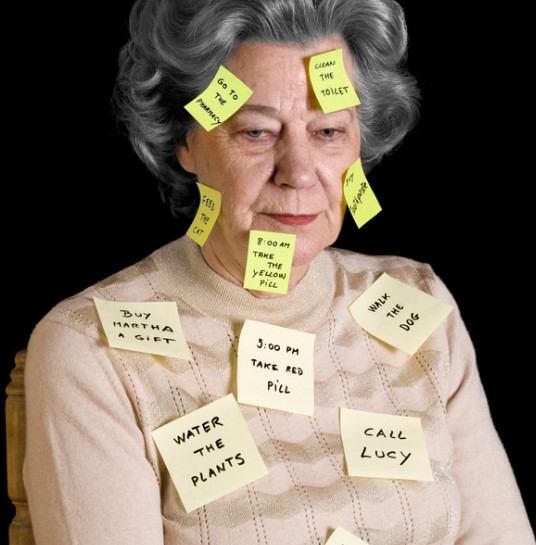 GO TO
THE
PHARMACY
CLEAN
THE
TOILET
FEED
THE
CAT
8:00 AM
TAKE
THE
YELLOW
PILL
BUY
MARTHA
A GIFT
WALK
THE
DOG
5:00 PM
TAKE RED
PILL
WATER
THE
PLANTS
CALL
LUCY